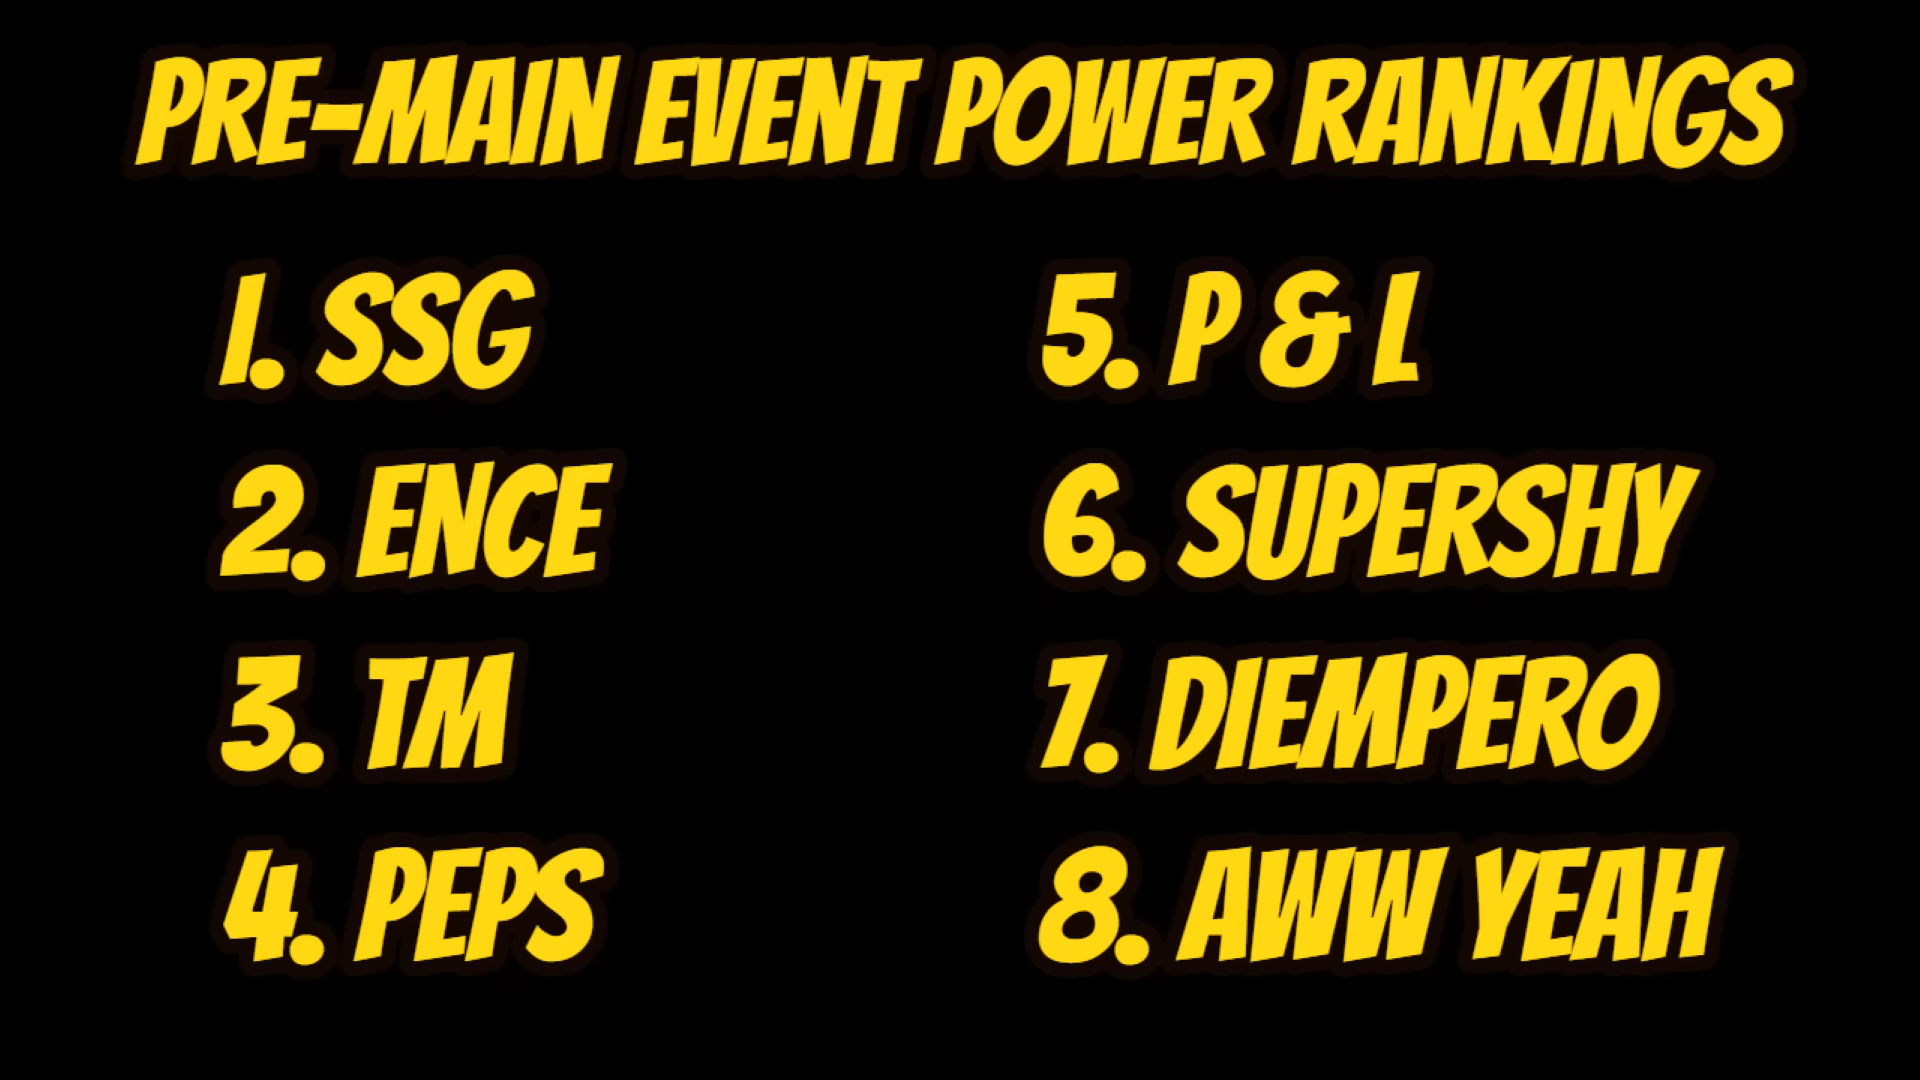 PRE-MAIN EVENT POWER RANKINGS
1. SSG
2. ENCE
3. TM
4. PEPS
5. P & L
6. SUPERSHY
7. DIEMPERO
8. AWW YEAH